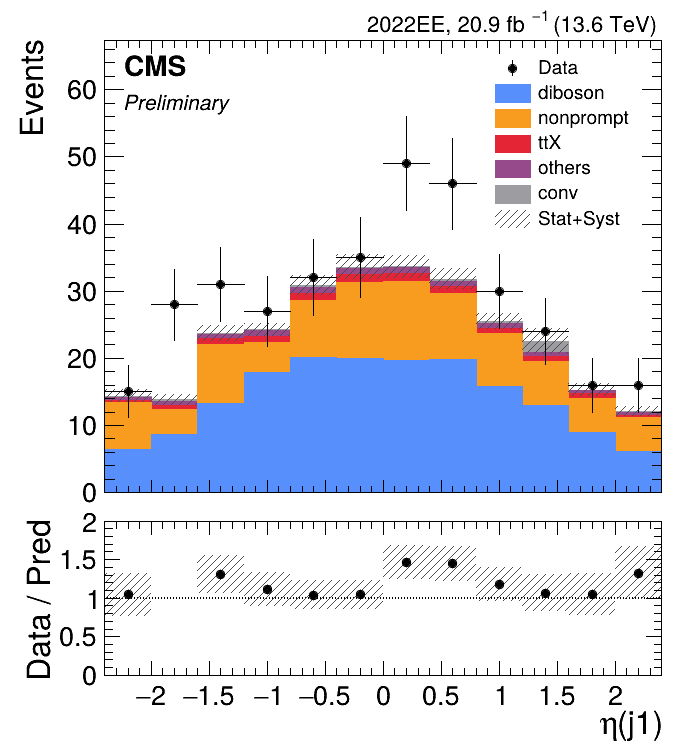 2022EE, 20.9 fb⁻¹ (13.6 TeV)
CMS
Preliminary
Events
60
50
40
30
20
10
0
Data
diboson
nonprompt
ttX
others
conv
Stat+Syst
Data / Pred
2
1.5
1
0.5
0
−2 −1.5 −1 −0.5 0 0.5 1 1.5 2
η(j1)